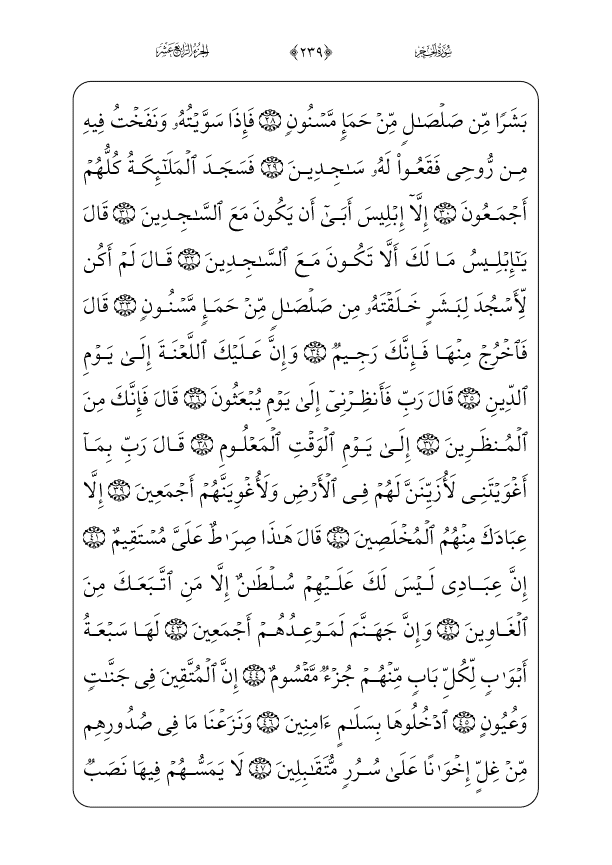 سُورَةُ الحِجْر ﴿٢٣٩﴾ الجُزْءُ الرَّابِعَ عَشَرَ
بَشَرًا مِّن صَلْصَـٰلٍ مِّنْ حَمَإٍ مَّسْنُونٍ ٢٨ فَإِذَا سَوَّيْتُهُۥ وَنَفَخْتُ فِيهِ
مِن رُّوحِى فَقَعُوا۟ لَهُۥ سَـٰجِدِينَ ٢٩ فَسَجَدَ ٱلْمَلَـٰٓئِكَةُ كُلُّهُمْ
أَجْمَعُونَ ٣٠ إِلَّآ إِبْلِيسَ أَبَىٰٓ أَن يَكُونَ مَعَ ٱلسَّـٰجِدِينَ ٣١ قَالَ
يَـٰٓإِبْلِيسُ مَا لَكَ أَلَّا تَكُونَ مَعَ ٱلسَّـٰجِدِينَ ٣٢ قَالَ لَمْ أَكُن
لِّأَسْجُدَ لِبَشَرٍ خَلَقْتَهُۥ مِن صَلْصَـٰلٍ مِّنْ حَمَإٍ مَّسْنُونٍ ٣٣ قَالَ
فَٱخْرُجْ مِنْهَا فَإِنَّكَ رَجِيمٌ ٣٤ وَإِنَّ عَلَيْكَ ٱللَّعْنَةَ إِلَىٰ يَوْمِ
ٱلدِّينِ ٣٥ قَالَ رَبِّ فَأَنظِرْنِىٓ إِلَىٰ يَوْمِ يُبْعَثُونَ ٣٦ قَالَ فَإِنَّكَ مِنَ
ٱلْمُنظَرِينَ ٣٧ إِلَىٰ يَوْمِ ٱلْوَقْتِ ٱلْمَعْلُومِ ٣٨ قَالَ رَبِّ بِمَآ
أَغْوَيْتَنِى لَأُزَيِّنَنَّ لَهُمْ فِى ٱلْأَرْضِ وَلَأُغْوِيَنَّهُمْ أَجْمَعِينَ ٣٩ إِلَّا
عِبَادَكَ مِنْهُمُ ٱلْمُخْلَصِينَ ٤٠ قَالَ هَـٰذَا صِرَٰطٌ عَلَىَّ مُسْتَقِيمٌ ٤١
إِنَّ عِبَادِى لَيْسَ لَكَ عَلَيْهِمْ سُلْطَـٰنٌ إِلَّا مَنِ ٱتَّبَعَكَ مِنَ
ٱلْغَاوِينَ ٤٢ وَإِنَّ جَهَنَّمَ لَمَوْعِدُهُمْ أَجْمَعِينَ ٤٣ لَهَا سَبْعَةُ
أَبْوَٰبٍ لِّكُلِّ بَابٍ مِّنْهُمْ جُزْءٌ مَّقْسُومٌ ٤٤ إِنَّ ٱلْمُتَّقِينَ فِى جَنَّـٰتٍ
وَعُيُونٍ ٤٥ ٱدْخُلُوهَا بِسَلَـٰمٍ ءَامِنِينَ ٤٦ وَنَزَعْنَا مَا فِى صُدُورِهِم
مِّنْ غِلٍّ إِخْوَٰنًا عَلَىٰ سُرُرٍ مُّتَقَـٰبِلِينَ ٤٧ لَا يَمَسُّهُمْ فِيهَا نَصَبٌ